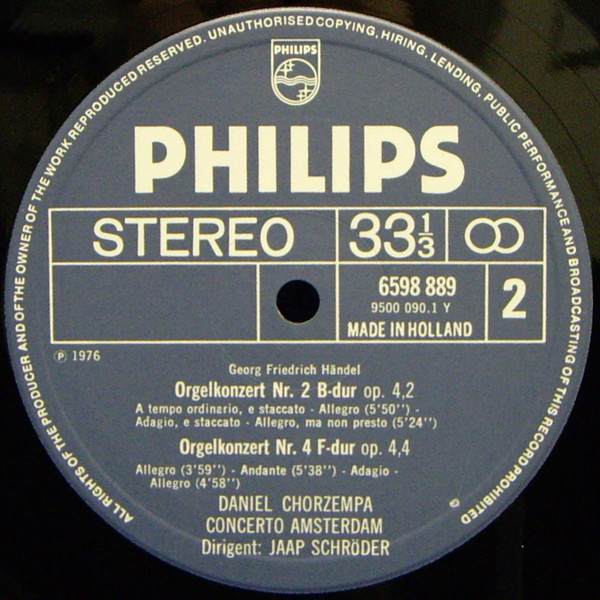 ALL RIGHTS OF THE PRODUCER AND OF THE OWNER OF THE WORK REPRODUCED RESERVED. UNAUTHORISED COPYING, HIRING, LENDING, PUBLIC PERFORMANCE AND BROADCASTING OF THIS RECORD PROHIBITED
PHILIPS
PHILIPS
STEREO 33 1/3
6598 889
9500 090.1 Y
MADE IN HOLLAND
2
℗ 1976
Georg Friedrich Händel
Orgelkonzert Nr. 2 B-dur op. 4,2
A tempo ordinario, e staccato - Allegro (5'50'') -
Adagio, e staccato - Allegro, ma non presto (5'24'')
Orgelkonzert Nr. 4 F-dur op. 4,4
Allegro (3'59'') - Andante (5'38'') - Adagio -
Allegro (4'58'')
DANIEL CHORZEMPA
CONCERTO AMSTERDAM
Dirigent: JAAP SCHRÖDER